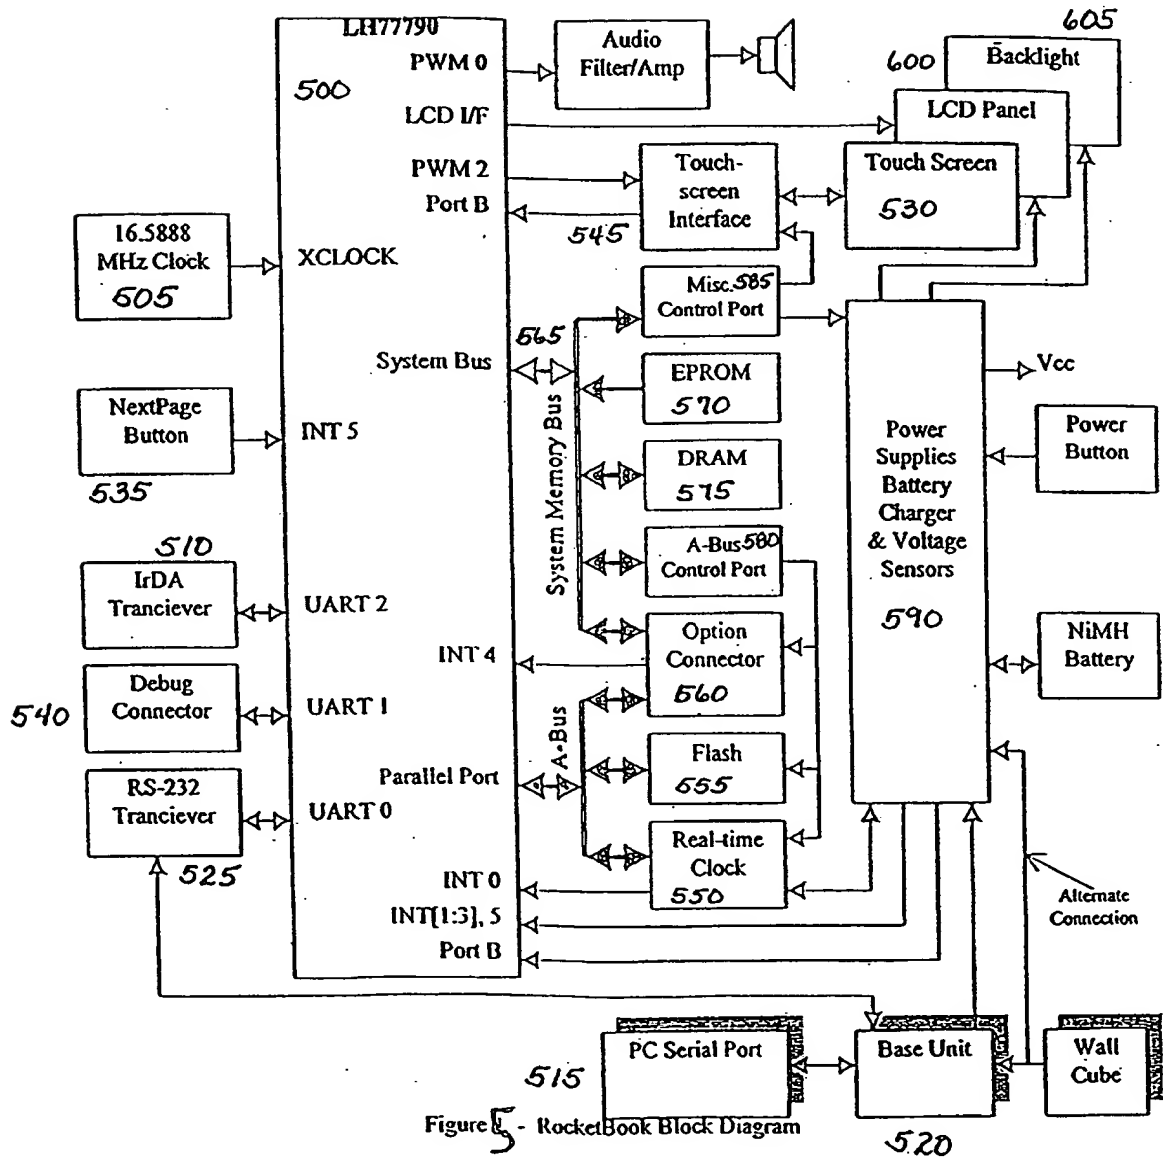 LH77790
500
PWM 0
LCD I/F
PWM 2
Port B
XCLOCK
System Bus
INT 5
UART 2
INT 4
UART 1
Parallel Port
UART 0
INT 0
INT[1:3], 5
Port B
Audio
Filter/Amp
605
Backlight
600
LCD Panel
Touch Screen
530
Touch-
screen
Interface
545
16.5888
MHz Clock
505
Misc. 585
Control Port
565
EPROM
570
System Memory Bus
DRAM
575
A-Bus 580
Control Port
Option
Connector
560
A-Bus
Flash
555
Real-time
Clock
550
NextPage
Button
535
510
IrDA
Tranciever
540
Debug
Connector
RS-232
Tranciever
525
Power
Supplies
Battery
Charger
& Voltage
Sensors
590
Vcc
Power
Button
NiMH
Battery
Alternate
Connection
PC Serial Port
515
Base Unit
520
Wall
Cube
Figure 5 - RocketBook Block Diagram